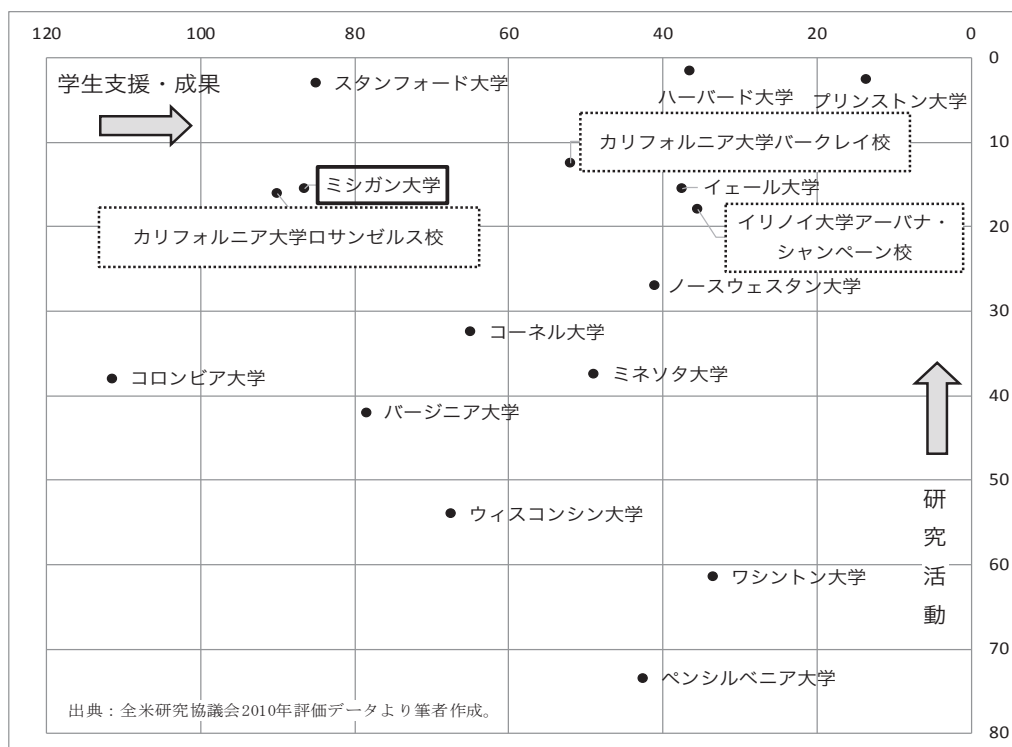 120
100
80
60
40
20
0
0
学生支援・成果
スタンフォード大学
ハーバード大学
プリンストン大学
10
カリフォルニア大学バークレイ校
ミシガン大学
イェール大学
20
カリフォルニア大学ロサンゼルス校
イリノイ大学アーバナ・
シャンペーン校
ノースウェスタン大学
30
コーネル大学
コロンビア大学
ミネソタ大学
40
バージニア大学
50
ウィスコンシン大学
研究活動
60
ワシントン大学
70
ペンシルベニア大学
出典：全米研究協議会2010年評価データより筆者作成。
80